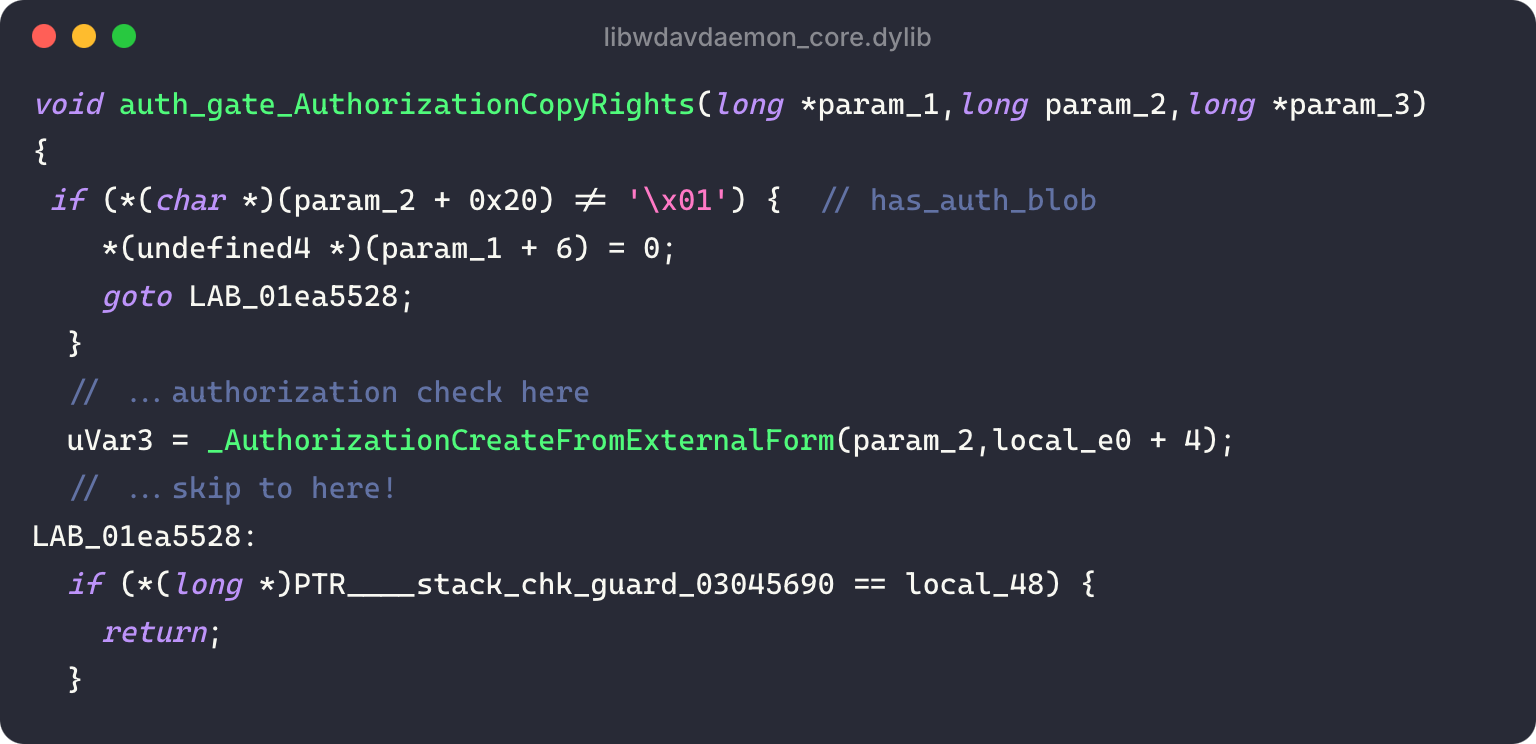 libwdavdaemon_core.dylib
void auth_gate_AuthorizationCopyRights(long *param_1,long param_2,long *param_3)
{
 if (*(char *)(param_2 + 0x20) != '\x01') {  // has_auth_blob
    *(undefined4 *)(param_1 + 6) = 0;
    goto LAB_01ea5528;
  }
  // ...authorization check here
  uVar3 = _AuthorizationCreateFromExternalForm(param_2,local_e0 + 4);
  // ...skip to here!
LAB_01ea5528:
  if (*(long *)PTR____stack_chk_guard_03045690 == local_48) {
    return;
  }